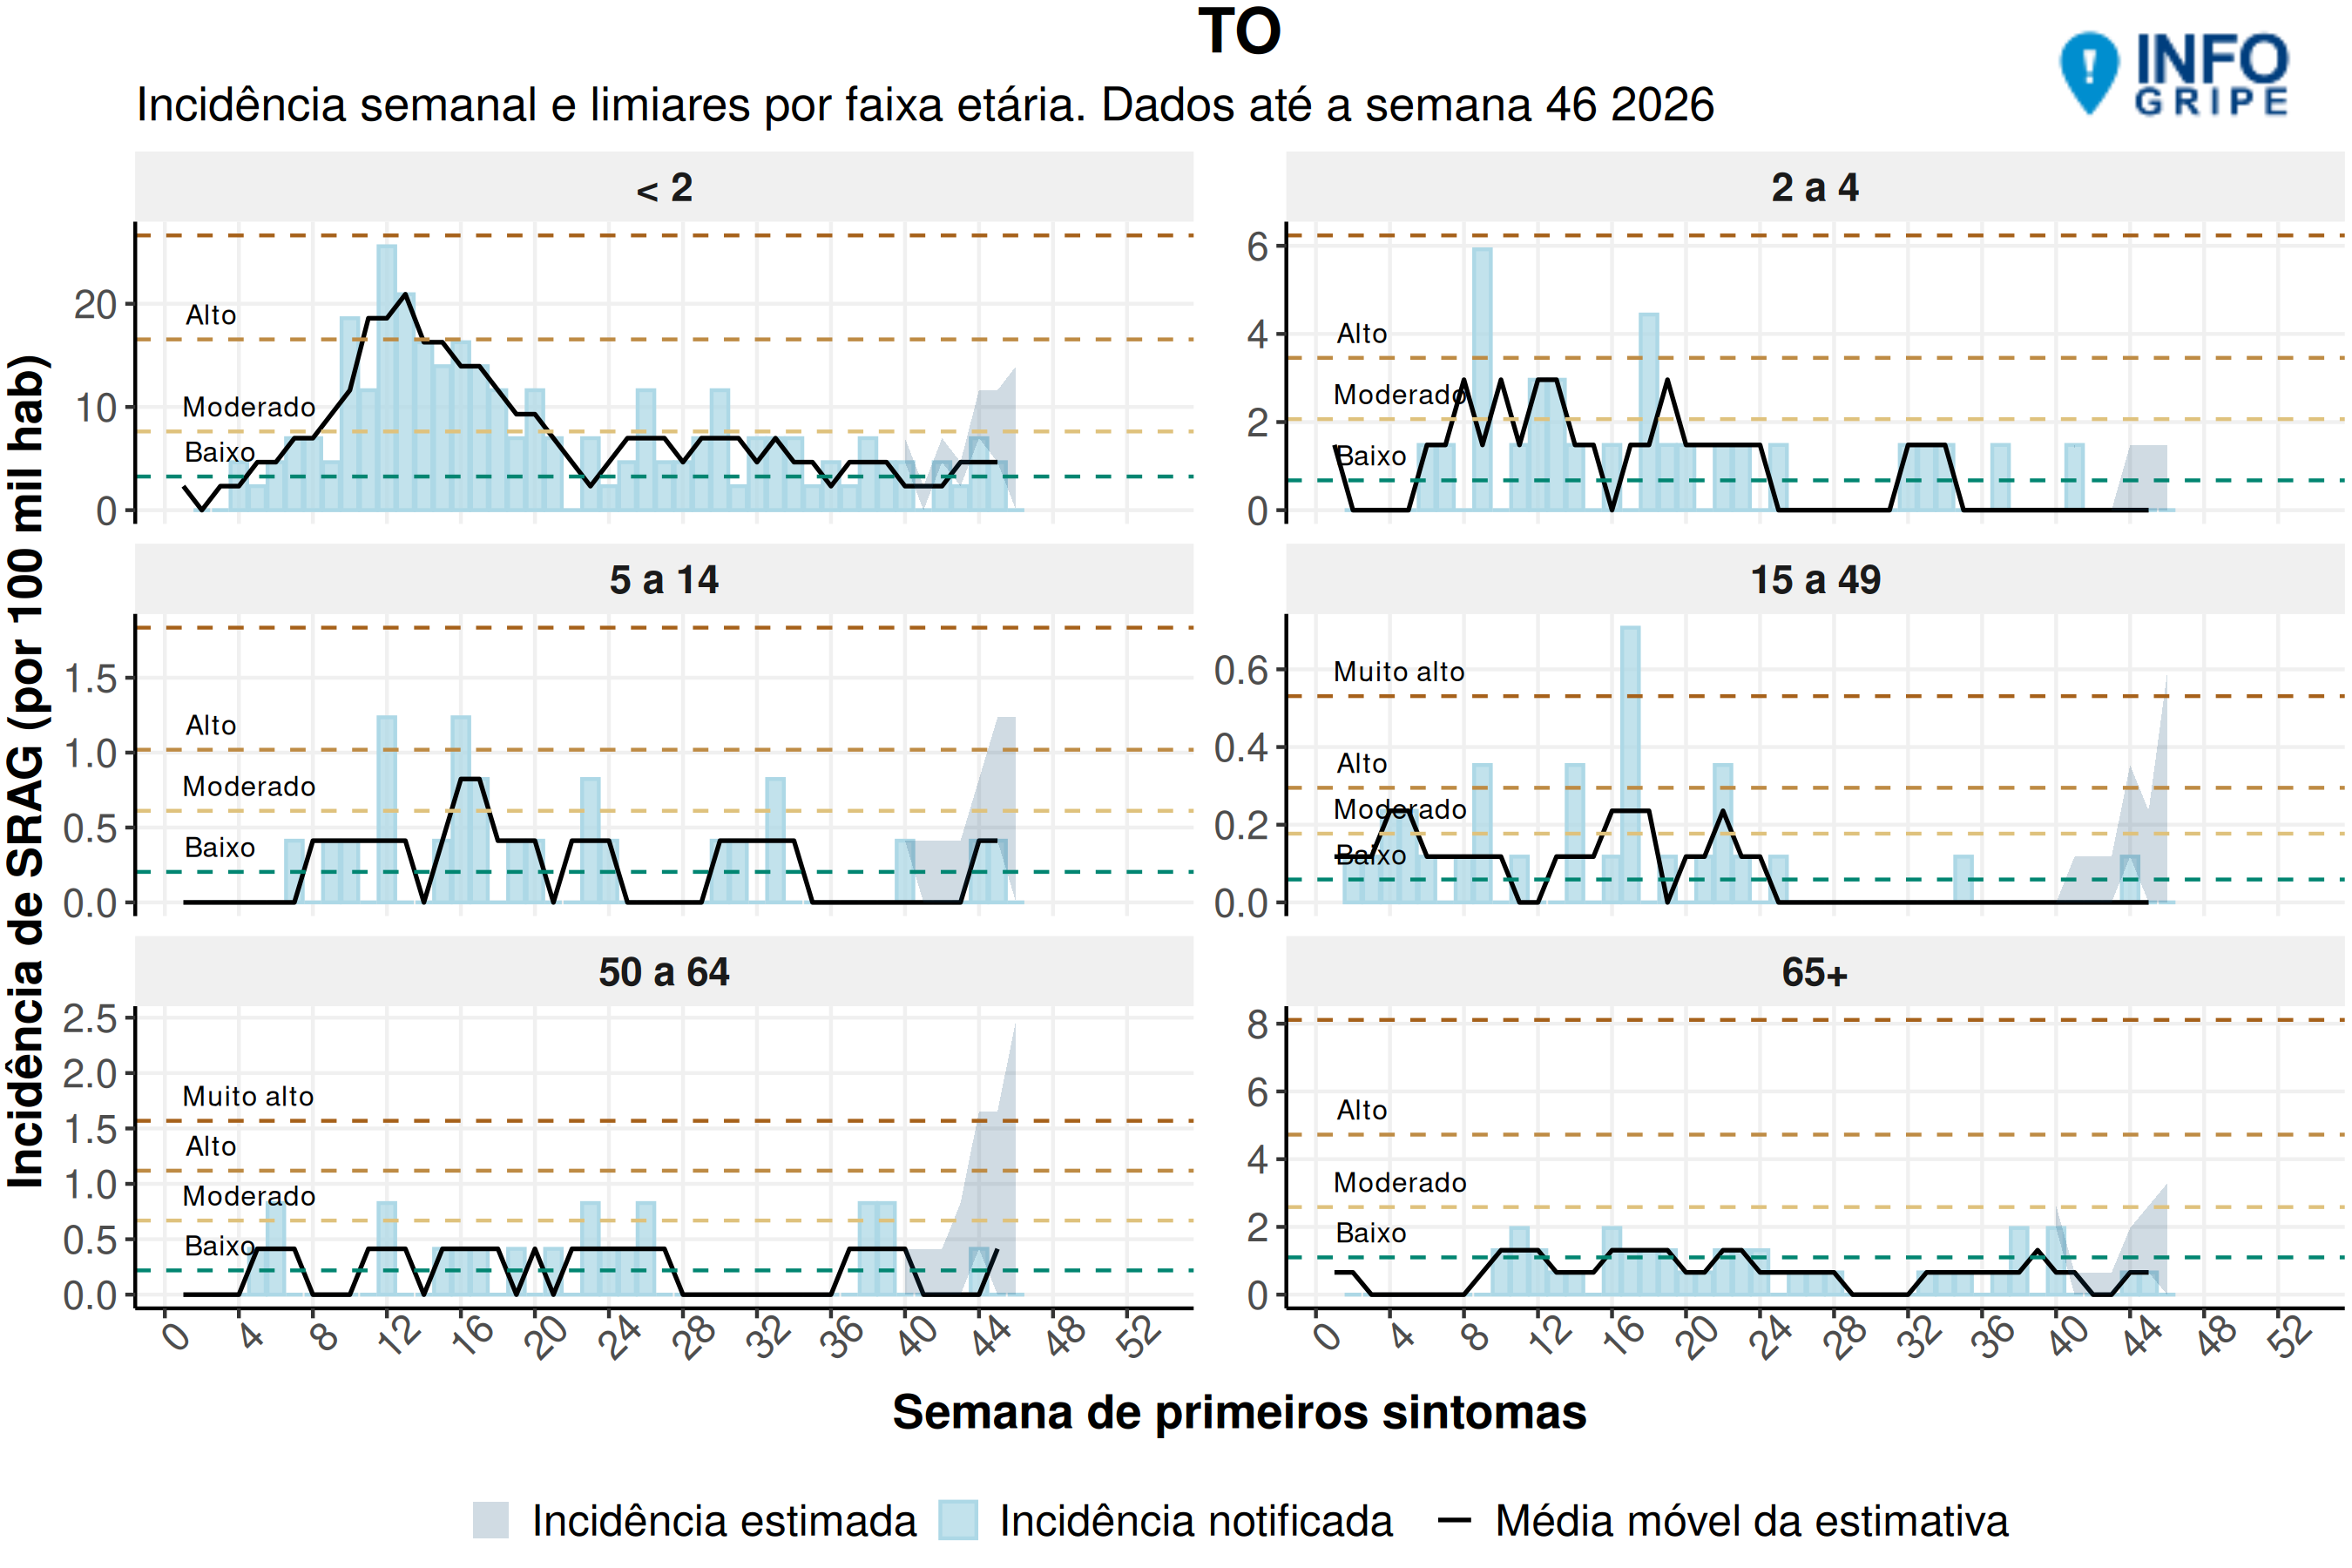 TO
INFO
GRIPE
Incidência semanal e limiares por faixa etária. Dados até a semana 46 2026
Incidência de SRAG (por 100 mil hab)
< 2
20
10
0
Alto
Moderado
Baixo
2 a 4
6
4
2
0
Alto
Moderado
Baixo
5 a 14
1.5
1.0
0.5
0.0
Alto
Moderado
Baixo
15 a 49
0.6
0.4
0.2
0.0
Muito alto
Alto
Moderado
Baixo
50 a 64
2.5
2.0
1.5
1.0
0.5
0.0
Muito alto
Alto
Moderado
Baixo
0 4 8 12 16 20 24 28 32 36 40 44 48 52
65+
8
6
4
2
0
Alto
Moderado
Baixo
0 4 8 12 16 20 24 28 32 36 40 44 48 52
Semana de primeiros sintomas
Incidência estimada Incidência notificada Média móvel da estimativa